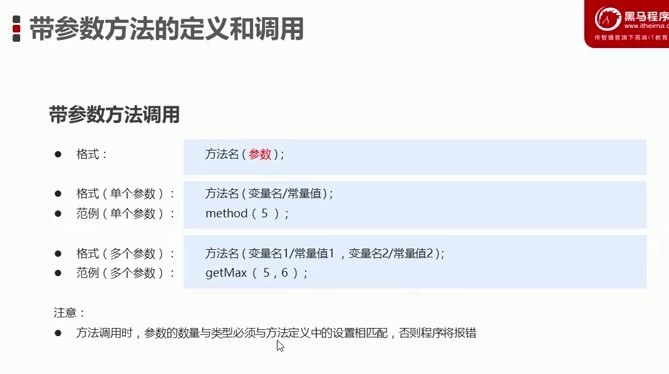 带参数方法的定义和调用
黑马程序
www.itheima.c
传智播客旗下高端IT教育
带参数方法调用
● 格式： 方法名 ( 参数 ) ;
● 格式 ( 单个参数 ) ： 方法名 ( 变量名/常量值 ) ;
● 范例 ( 单个参数 ) ： method ( 5 ) ;
● 格式 ( 多个参数 ) ： 方法名 ( 变量名1/常量值1 ，变量名2/常量值2 ) ;
● 范例 ( 多个参数 ) ： getMax ( 5 , 6 ) ;
注意：
● 方法调用时，参数的数量与类型必须与方法定义中的设置相匹配，否则程序将报错